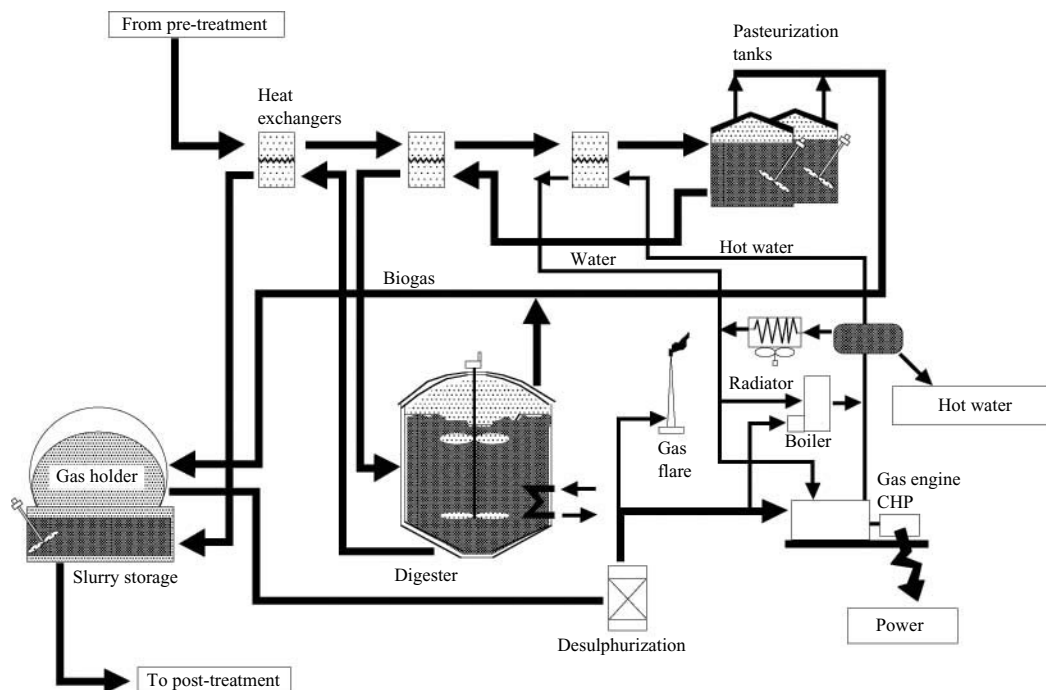 From pre-treatment
Pasteurization
tanks
Heat
exchangers
Hot water
Water
Biogas
Radiator
Hot water
Boiler
Gas
flare
Gas holder
Gas engine
CHP
Slurry storage
Digester
Desulphurization
Power
To post-treatment